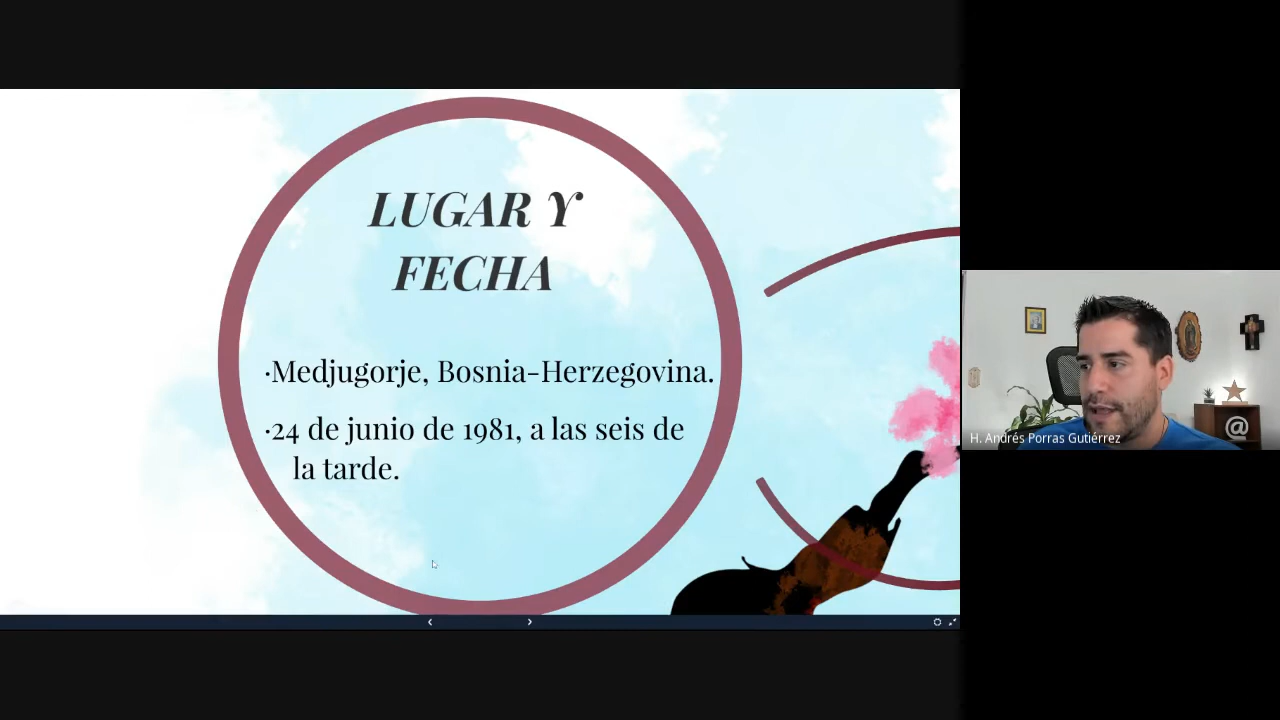 LUGAR Y
FECHA
·Medjugorje, Bosnia-Herzegovina.
·24 de junio de 1981, a las seis de
la tarde.
H. Andrés Porras Gutiérrez
@